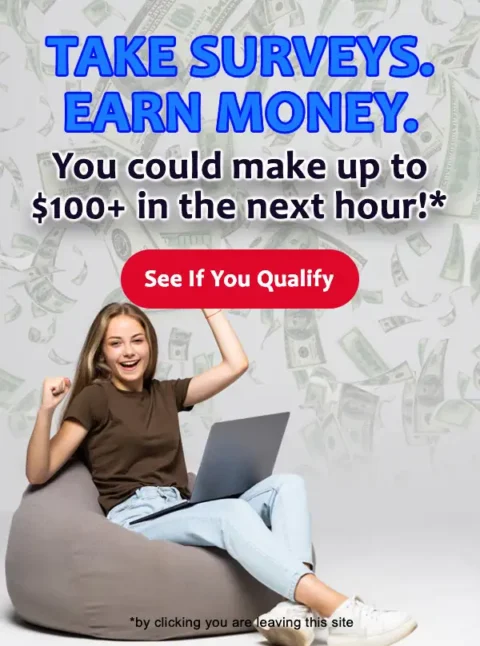 TAKE SURVEYS.
EARN MONEY.
You could make up to
$100+ in the next hour!*
See If You Qualify
*by clicking you are leaving this site